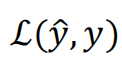 ℒ(ŷ, y)